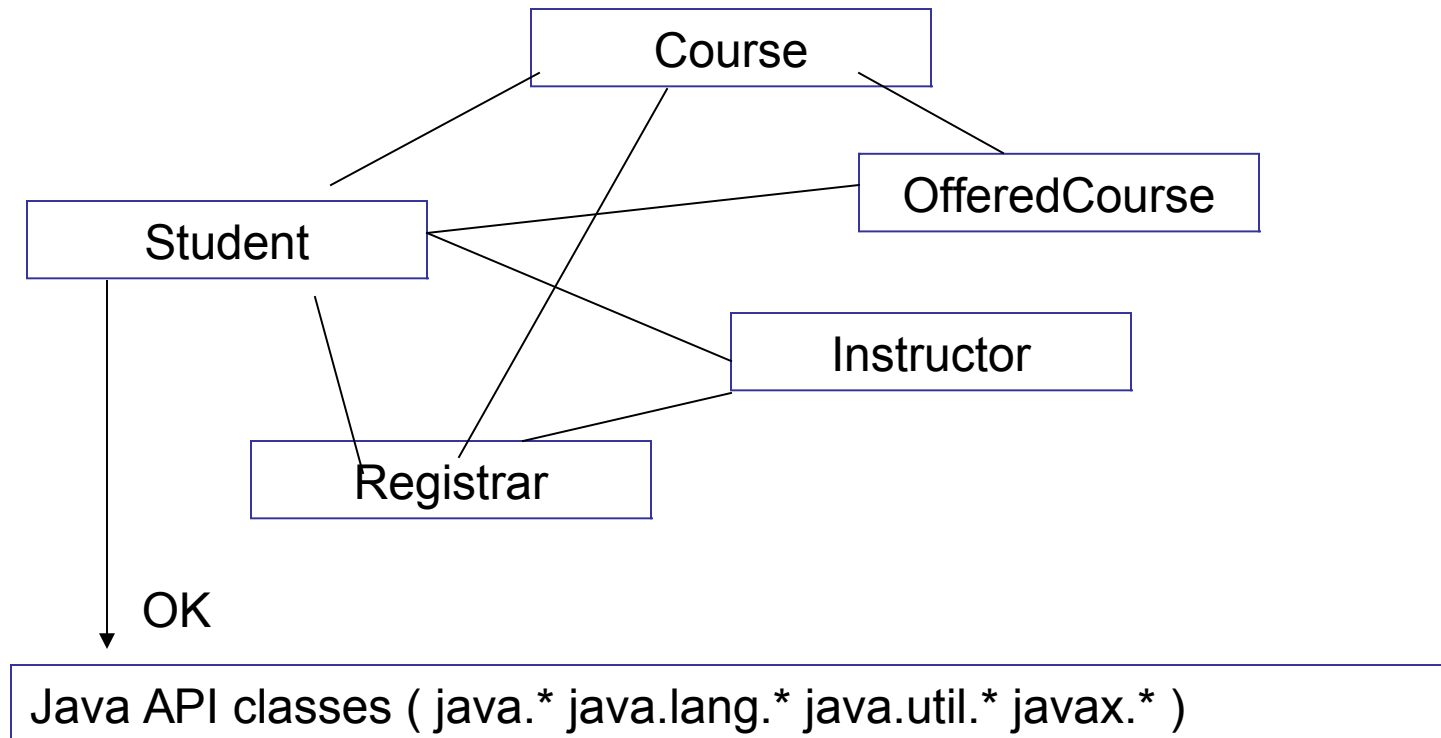 Course
OfferedCourse
Student
Instructor
Registrar
OK
Java API classes ( java.* java.lang.* java.util.* javax.* )